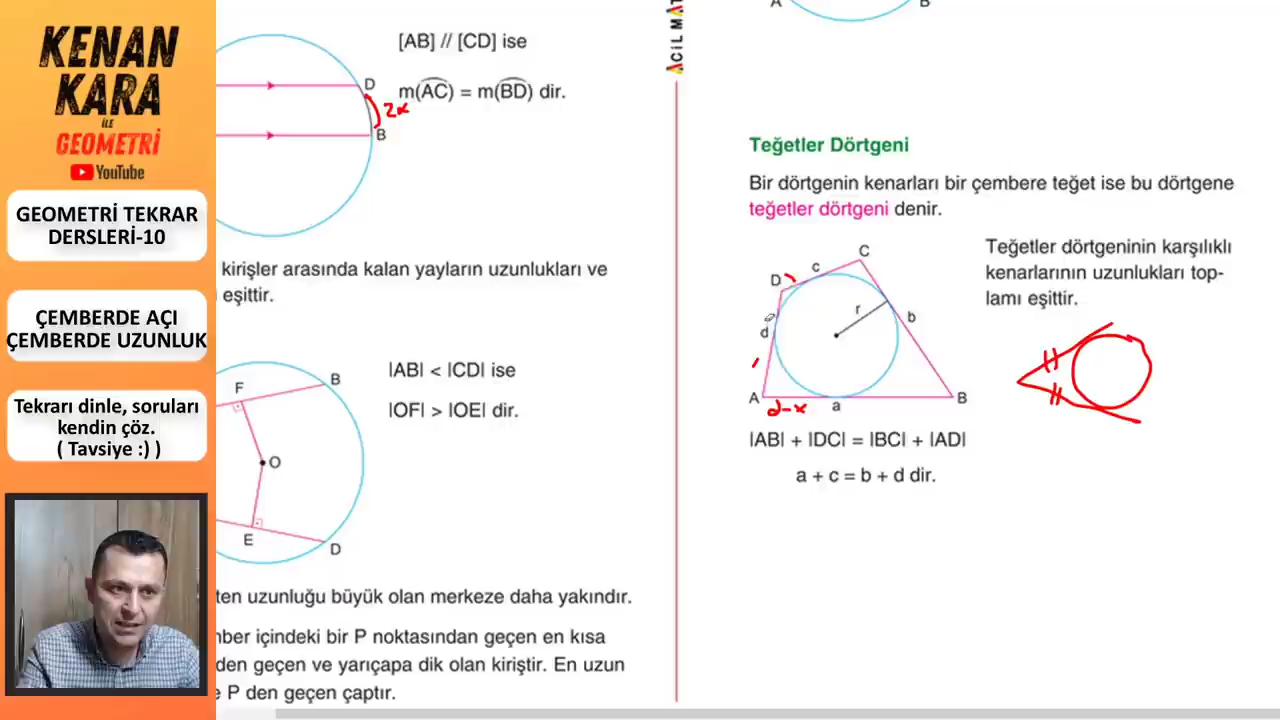 KENAN
KARA
İLE
GEOMETRİ
YouTube
GEOMETRİ TEKRAR
DERSLERİ-10
ÇEMBERDE AÇI
ÇEMBERDE UZUNLUK
Tekrarı dinle, soruları
kendin çöz.
( Tavsiye :) )
[AB] // [CD] ise
m(AC) = m(BD) dir.
D
2x
B
kirişler arasında kalan yayların uzunlukları ve
eşittir.
F
B
O
E
D
|AB| < |CD| ise
|OF| > |OE| dir.
uzunluğu büyük olan merkeze daha yakındır.
içindeki bir P noktasından geçen en kısa
geçen ve yarıçapa dik olan kiriştir. En uzun
P den geçen çaptır.
ACİL MAT
A
B
Teğetler Dörtgeni
Bir dörtgenin kenarları bir çembere teğet ise bu dörtgene
teğetler dörtgeni denir.
C
c
D
r
b
d
A
d-x
a
B
Teğetler dörtgeninin karşılıklı
kenarlarının uzunlukları top-
lamı eşittir.
|AB| + |DC| = |BC| + |AD|
a + c = b + d dir.